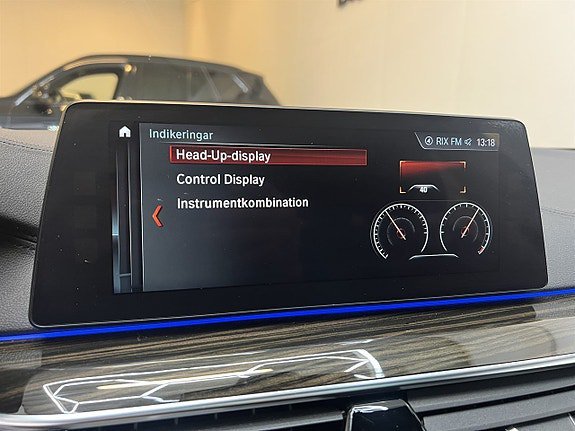 Indikeringar
RIX FM 13:18
Head-Up-display
Control Display
Instrumentkombination
40